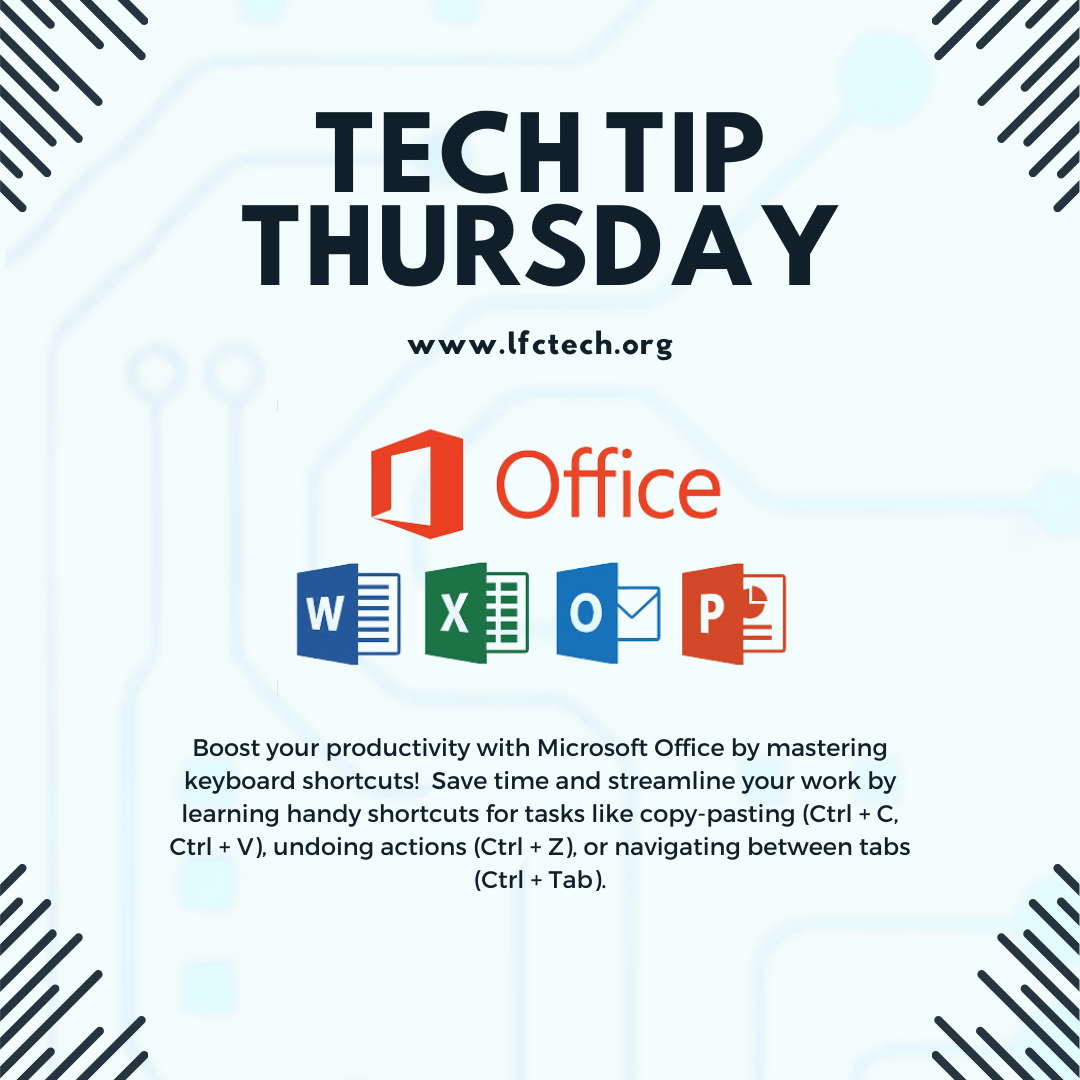 TECH TIP
THURSDAY
www.lfctech.org
Office
W X O P
Boost your productivity with Microsoft Office by mastering
keyboard shortcuts!  Save time and streamline your work by
learning handy shortcuts for tasks like copy-pasting (Ctrl + C,
Ctrl + V), undoing actions (Ctrl + Z), or navigating between tabs
(Ctrl + Tab).